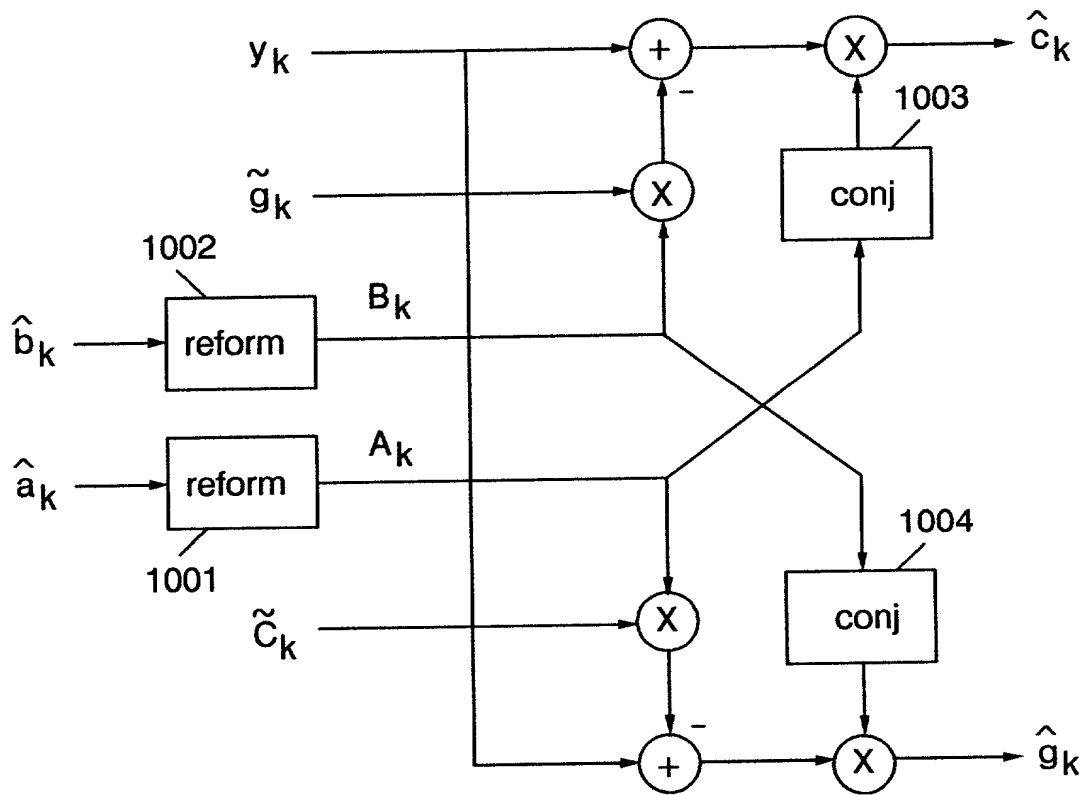 y_k
+
X
ĉ_k
-
1003
conj
g̃_k
X
1002
b̂_k
reform
B_k
â_k
reform
A_k
1001
1004
conj
C̃_k
X
-
+
X
ĝ_k